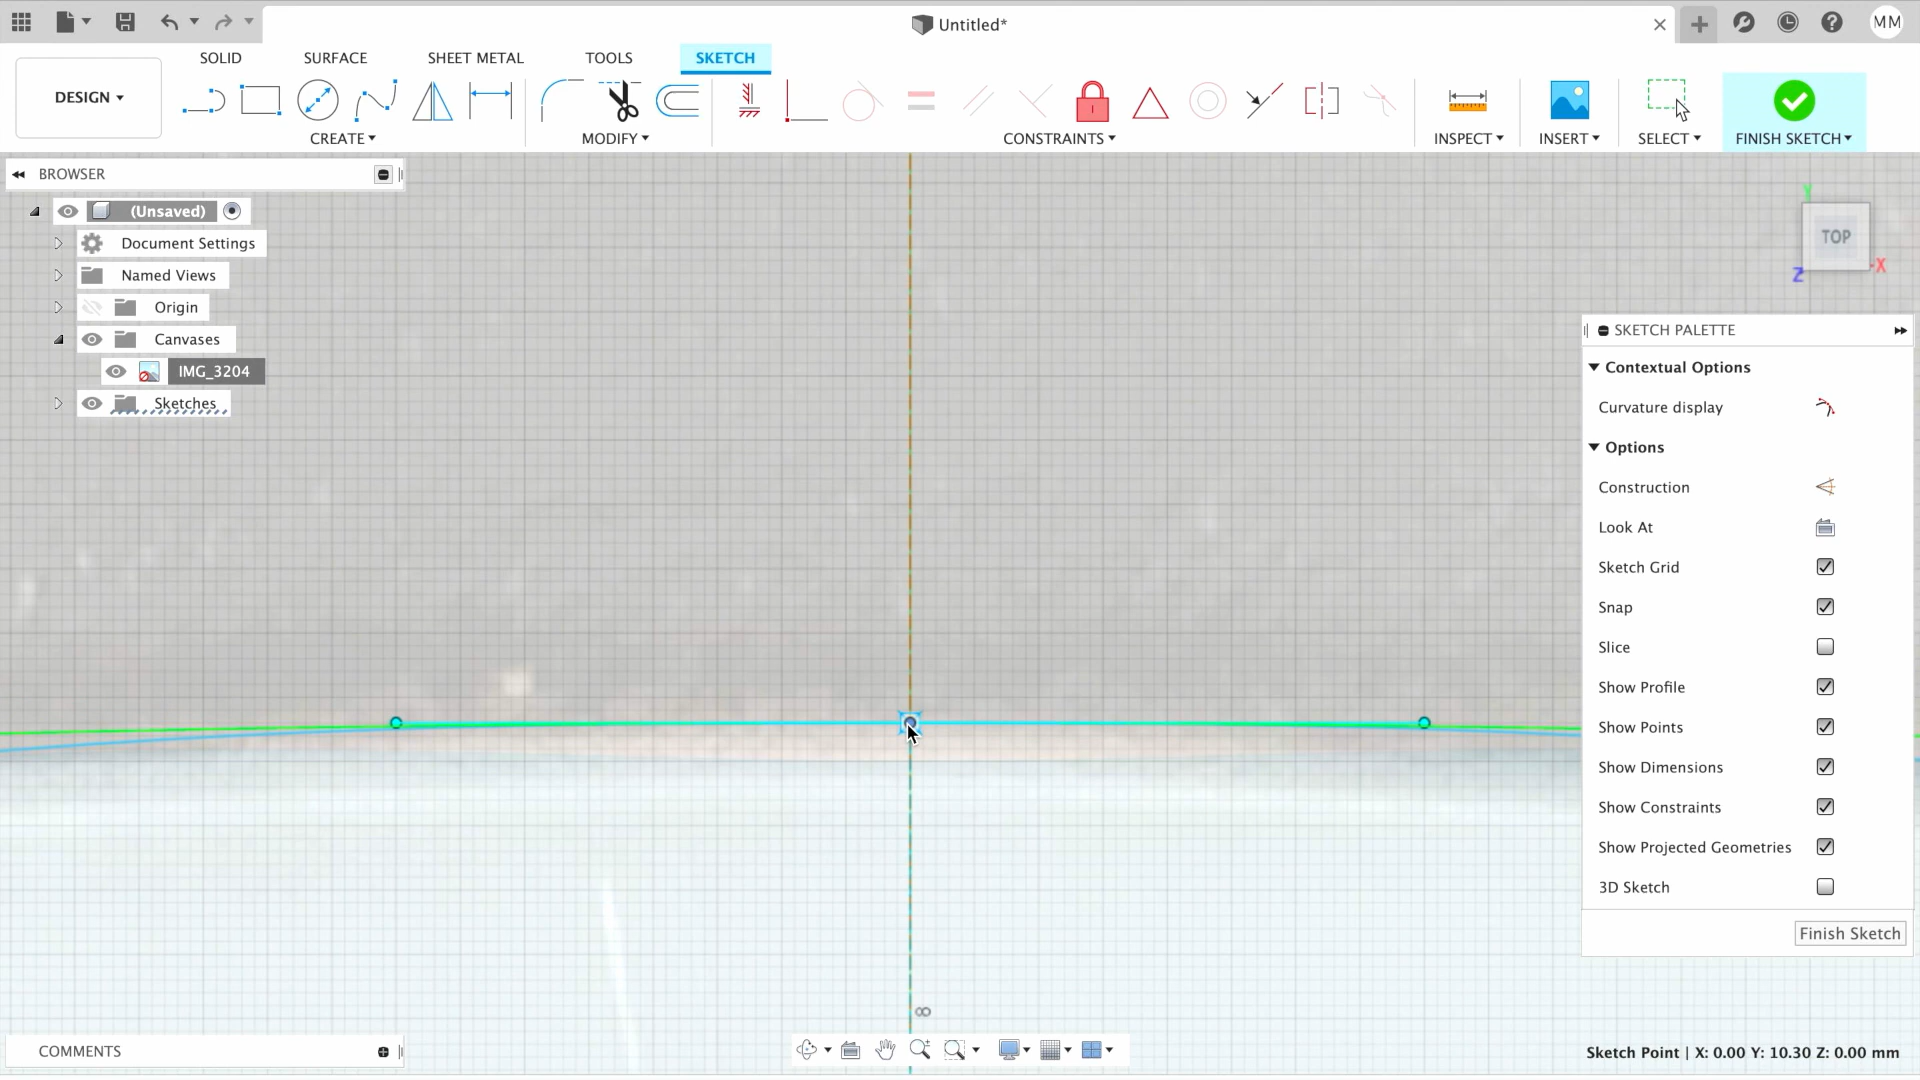 Untitled*
MM
SOLID
SURFACE
SHEET METAL
TOOLS
SKETCH
DESIGN
CREATE
MODIFY
CONSTRAINTS
INSPECT
INSERT
SELECT
FINISH SKETCH
BROWSER
(Unsaved)
Document Settings
Named Views
Origin
Canvases
IMG_3204
Sketches
Y
TOP
X
Z
SKETCH PALETTE
Contextual Options
Curvature display
Options
Construction
Look At
Sketch Grid
Snap
Slice
Show Profile
Show Points
Show Dimensions
Show Constraints
Show Projected Geometries
3D Sketch
Finish Sketch
COMMENTS
Sketch Point | X: 0.00 Y: 10.30 Z: 0.00 mm